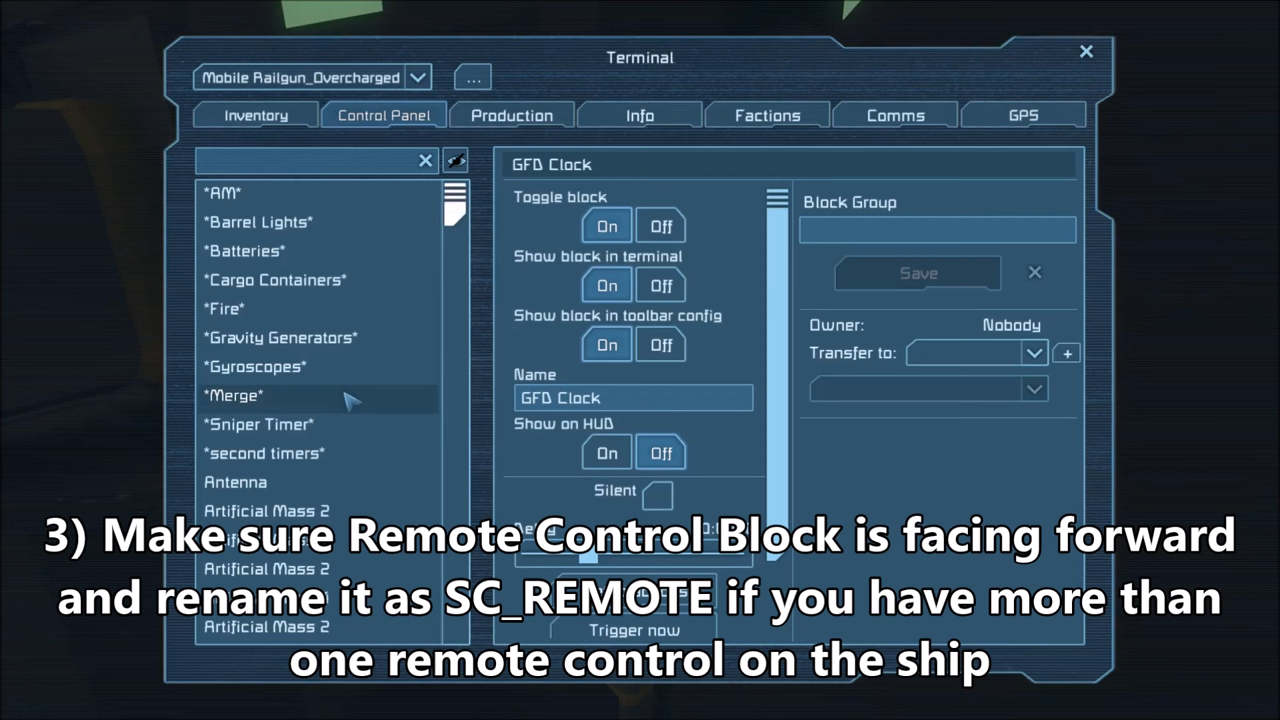 Terminal
Mobile Railgun_Overcharged
...
Inventory
Control Panel
Production
Info
Factions
Comms
GPS
*AM*
*Barrel Lights*
*Batteries*
*Cargo Containers*
*Fire*
*Gravity Generators*
*Gyroscopes*
*Merge*
*Sniper Timer*
*second timers*
Antenna
Artificial Mass 2
Artificial Mass 2
Artificial Mass 2
GFD Clock
Toggle block
On Off
Show block in terminal
On Off
Show block in toolbar config
On Off
Name
GFD Clock
Show on HUD
On Off
Silent
Trigger now
Block Group
Save
Owner: Nobody
Transfer to:
3) Make sure Remote Control Block is facing forward
and rename it as SC_REMOTE if you have more than
one remote control on the ship